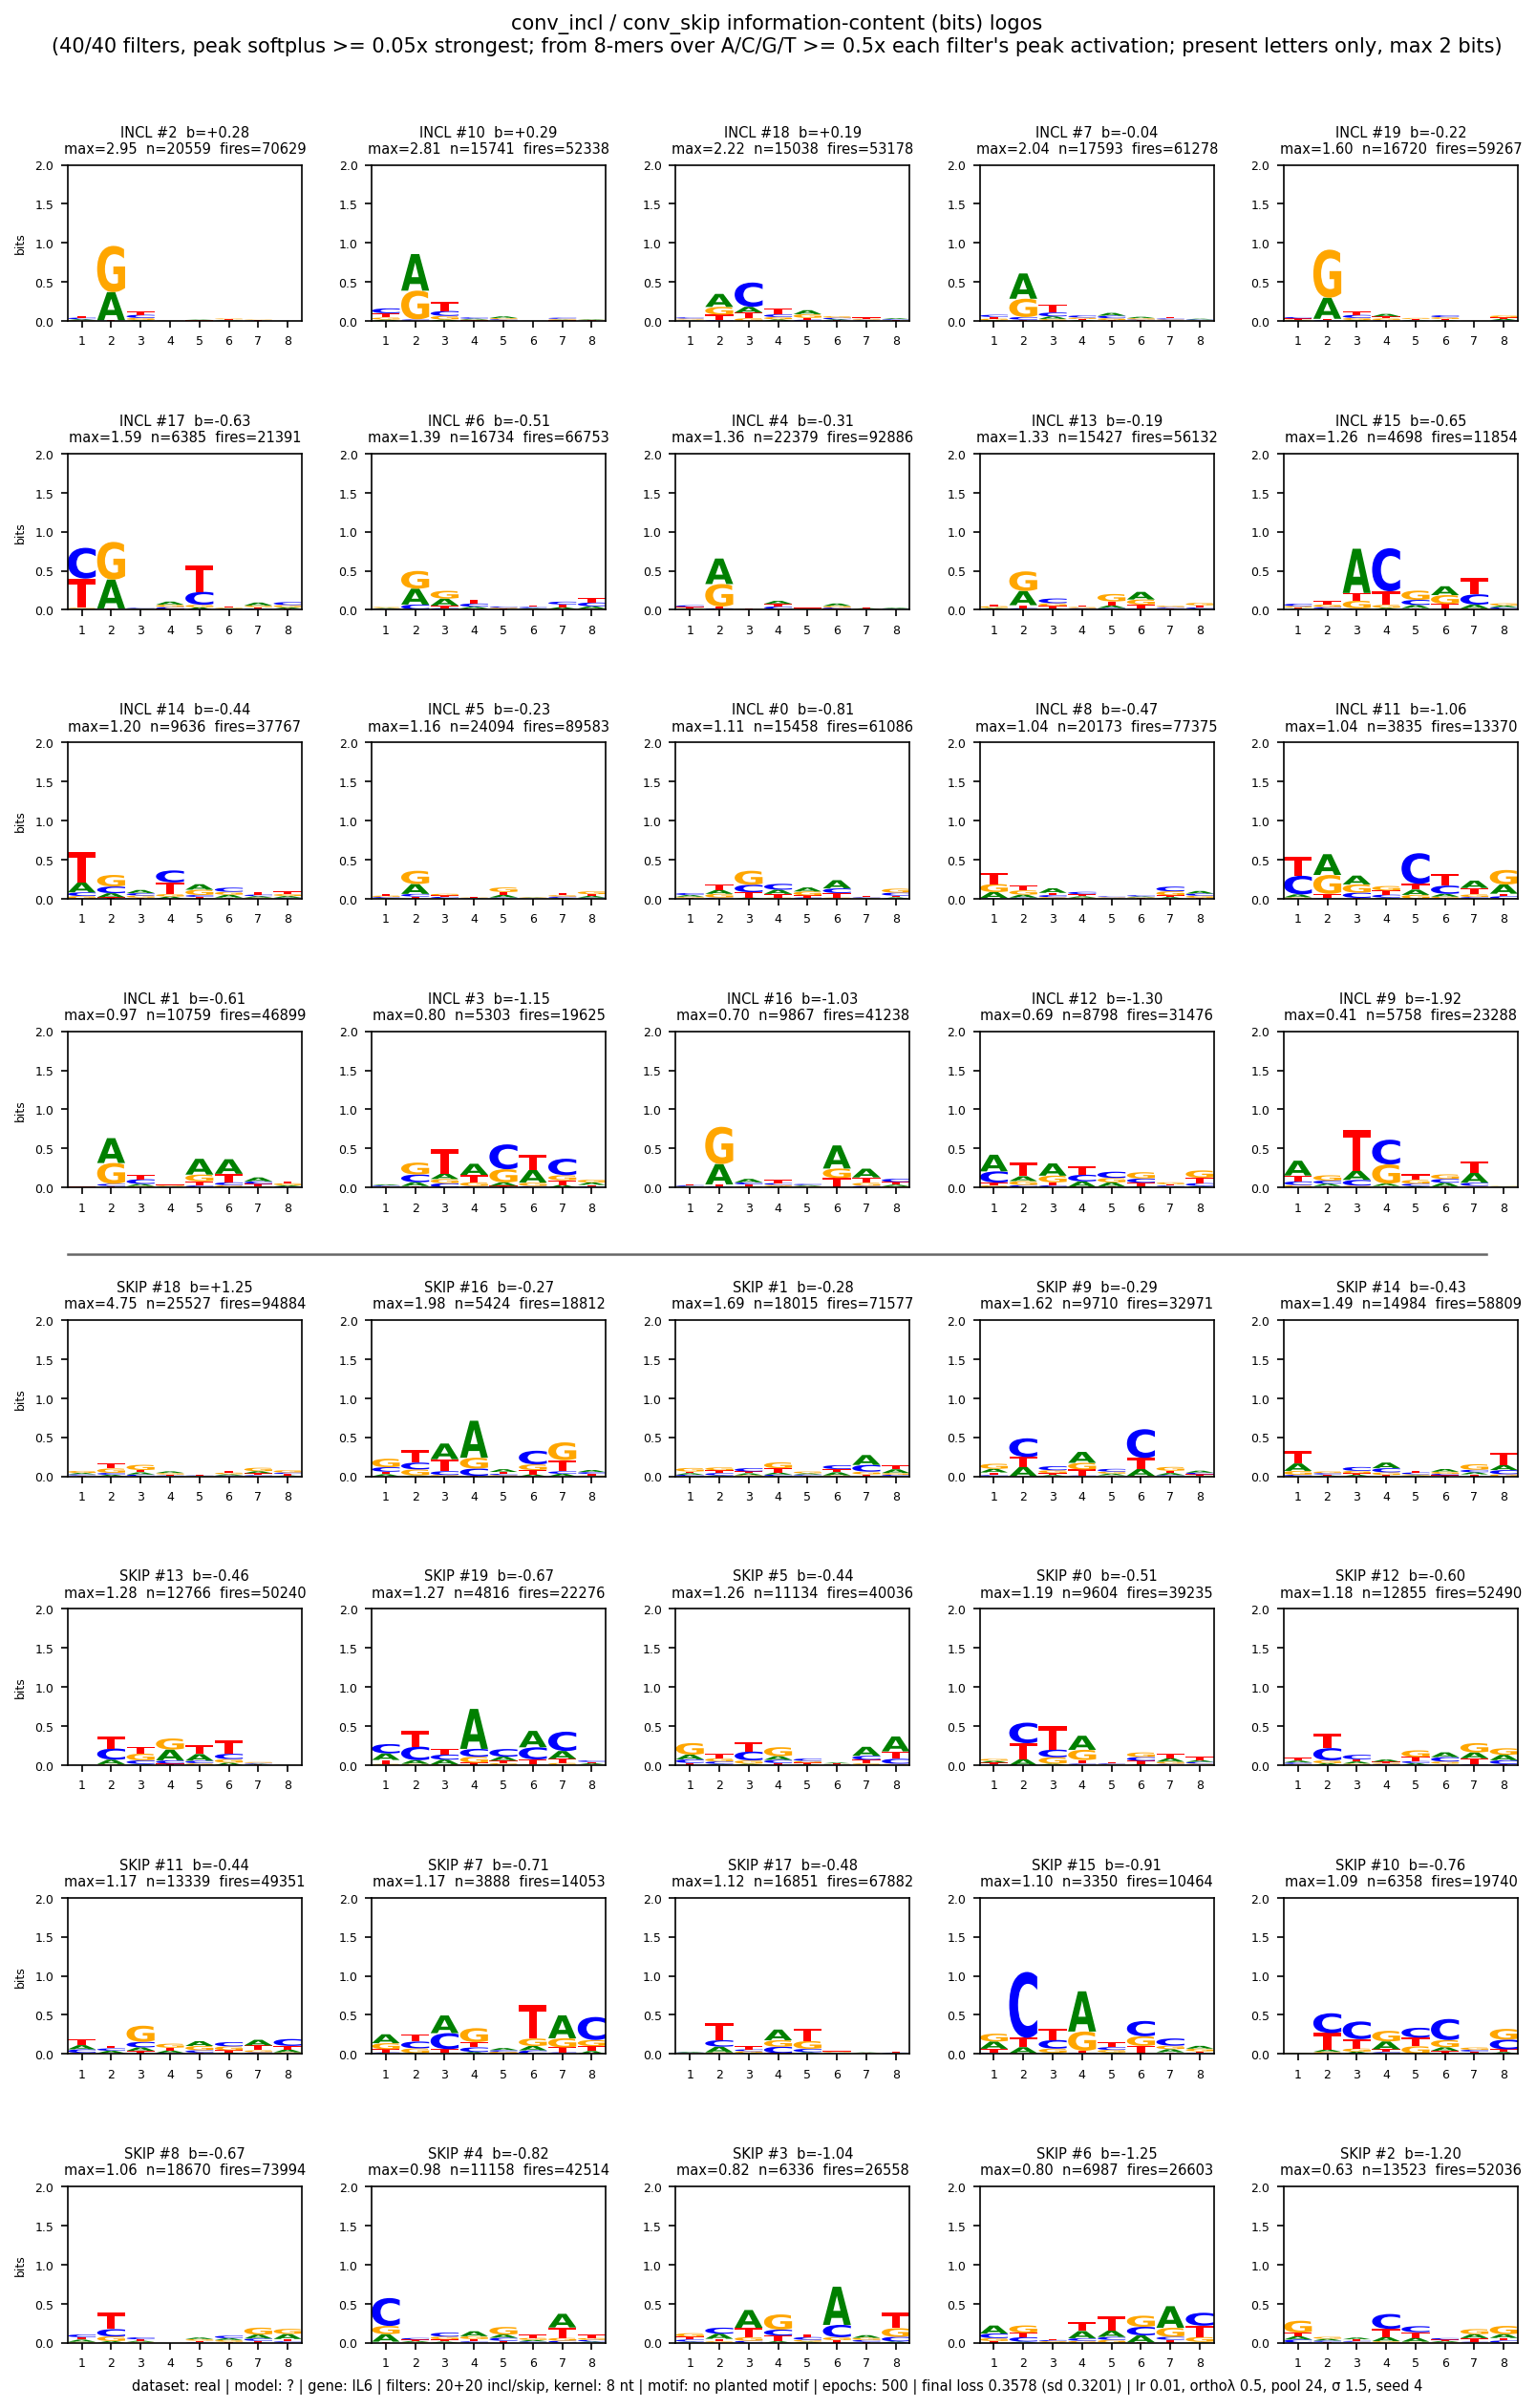 conv_incl / conv_skip information-content (bits) logos
(40/40 filters, peak softplus >= 0.05x strongest; from 8-mers over A/C/G/T >= 0.5x each filter's peak activation; present letters only, max 2 bits)
INCL #2 b=+0.28
max=2.95 n=20559 fires=70629
INCL #10 b=+0.29
max=2.81 n=15741 fires=52338
INCL #18 b=+0.19
max=2.22 n=15038 fires=53178
INCL #7 b=-0.04
max=2.04 n=17593 fires=61278
INCL #19 b=-0.22
max=1.60 n=16720 fires=59267
INCL #17 b=-0.63
max=1.59 n=6385 fires=21391
INCL #6 b=-0.51
max=1.39 n=16734 fires=66753
INCL #4 b=-0.31
max=1.36 n=22379 fires=92886
INCL #13 b=-0.19
max=1.33 n=15427 fires=56132
INCL #15 b=-0.65
max=1.26 n=4698 fires=11854
INCL #14 b=-0.44
max=1.20 n=9636 fires=37767
INCL #5 b=-0.23
max=1.16 n=24094 fires=89583
INCL #0 b=-0.81
max=1.11 n=15458 fires=61086
INCL #8 b=-0.47
max=1.04 n=20173 fires=77375
INCL #11 b=-1.06
max=1.04 n=3835 fires=13370
INCL #1 b=-0.61
max=0.97 n=10759 fires=46899
INCL #3 b=-1.15
max=0.80 n=5303 fires=19625
INCL #16 b=-1.03
max=0.70 n=9867 fires=41238
INCL #12 b=-1.30
max=0.69 n=8798 fires=31476
INCL #9 b=-1.92
max=0.41 n=5758 fires=23288
SKIP #18 b=+1.25
max=4.75 n=25527 fires=94884
SKIP #16 b=-0.27
max=1.98 n=5424 fires=18812
SKIP #1 b=-0.28
max=1.69 n=18015 fires=71577
SKIP #9 b=-0.29
max=1.62 n=9710 fires=32971
SKIP #14 b=-0.43
max=1.49 n=14984 fires=58809
SKIP #13 b=-0.46
max=1.28 n=12766 fires=50240
SKIP #19 b=-0.67
max=1.27 n=4816 fires=22276
SKIP #5 b=-0.44
max=1.26 n=11134 fires=40036
SKIP #0 b=-0.51
max=1.19 n=9604 fires=39235
SKIP #12 b=-0.60
max=1.18 n=12855 fires=52490
SKIP #11 b=-0.44
max=1.17 n=13339 fires=49351
SKIP #7 b=-0.71
max=1.17 n=3888 fires=14053
SKIP #17 b=-0.48
max=1.12 n=16851 fires=67882
SKIP #15 b=-0.91
max=1.10 n=3350 fires=10464
SKIP #10 b=-0.76
max=1.09 n=6358 fires=19740
SKIP #8 b=-0.67
max=1.06 n=18670 fires=73994
SKIP #4 b=-0.82
max=0.98 n=11158 fires=42514
SKIP #3 b=-1.04
max=0.82 n=6336 fires=26558
SKIP #6 b=-1.25
max=0.80 n=6987 fires=26603
SKIP #2 b=-1.20
max=0.63 n=13523 fires=52036
dataset: real | model: ? | gene: IL6 | filters: 20+20 incl/skip, kernel: 8 nt | motif: no planted motif | epochs: 500 | final loss 0.3578 (sd 0.3201) | lr 0.01, orthoλ 0.5, pool 24, σ 1.5, seed 4